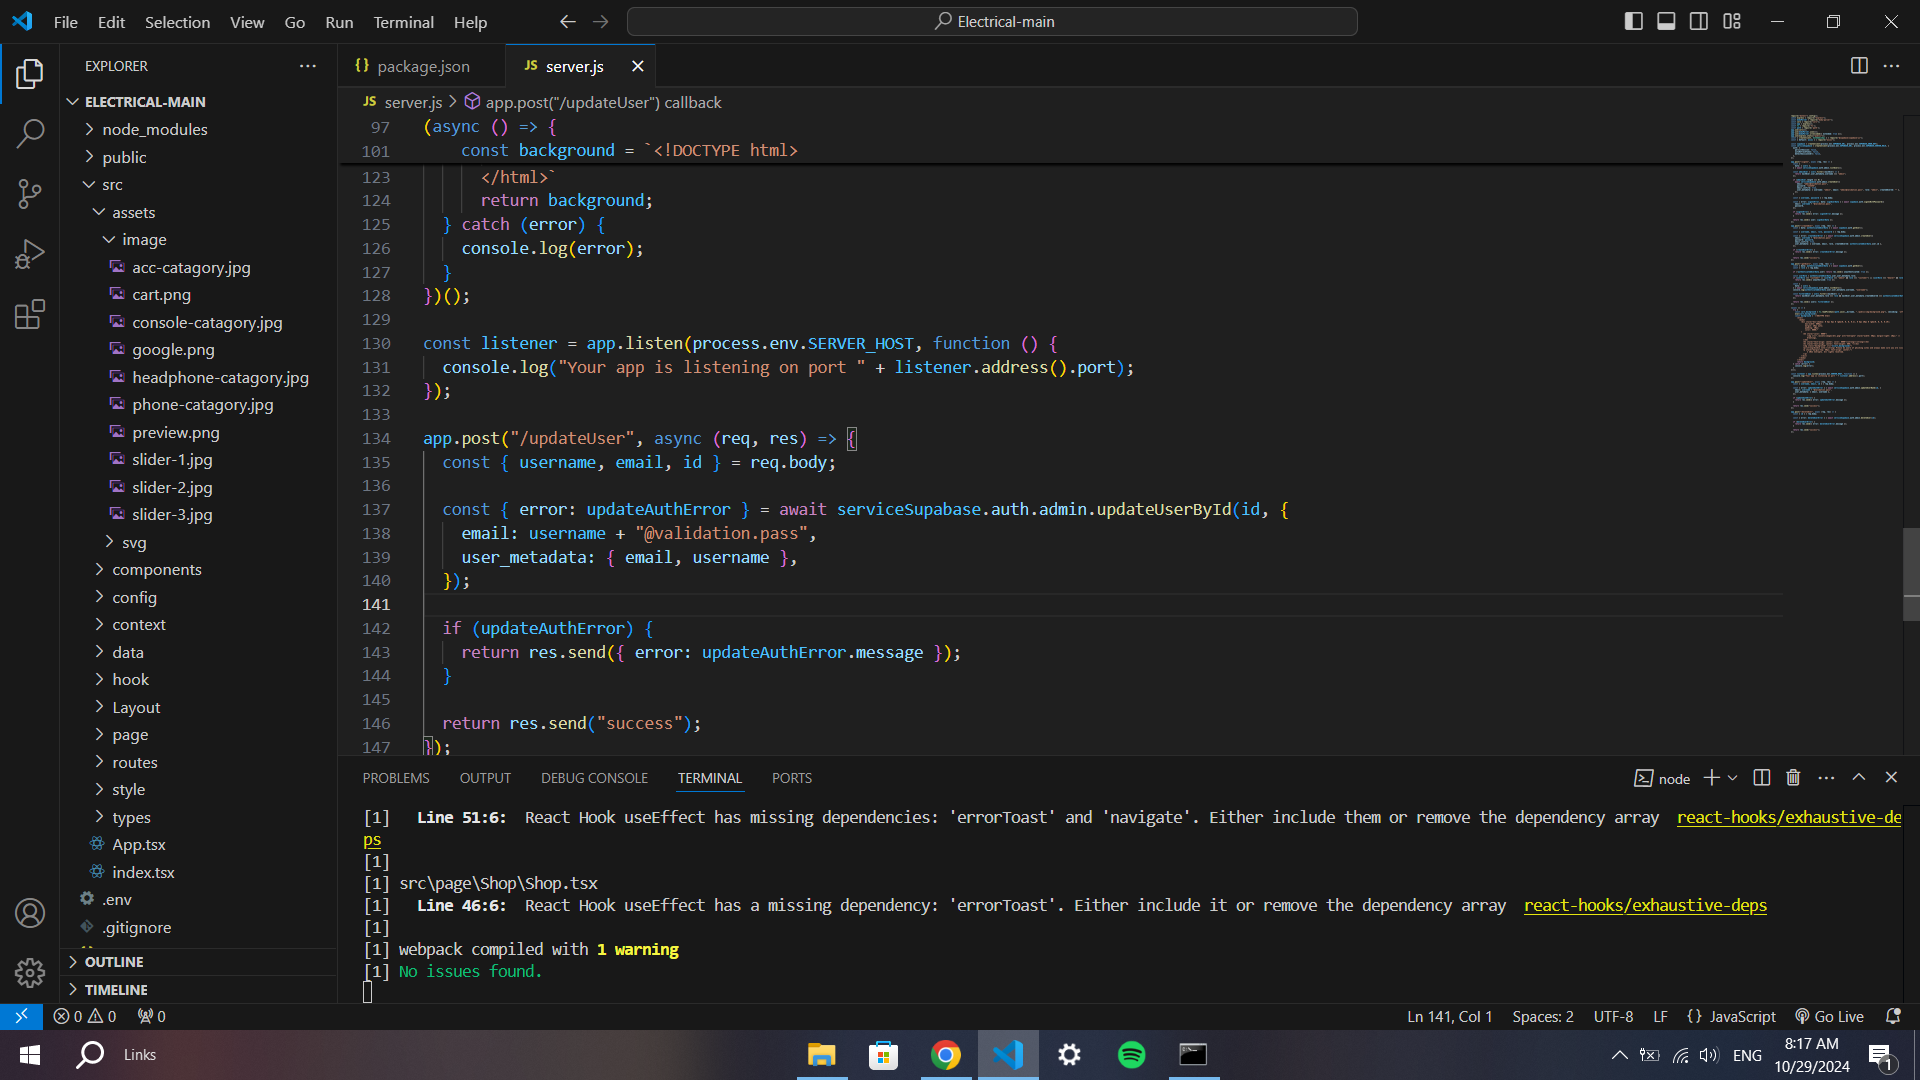 File Edit Selection View Go Run Terminal Help
Electrical-main
EXPLORER
ELECTRICAL-MAIN
node_modules
public
src
assets
image
acc-catagory.jpg
cart.png
console-catagory.jpg
google.png
headphone-catagory.jpg
phone-catagory.jpg
preview.png
slider-1.jpg
slider-2.jpg
slider-3.jpg
svg
components
config
context
data
hook
Layout
page
routes
style
types
App.tsx
index.tsx
.env
.gitignore
OUTLINE
TIMELINE
{} package.json
JS server.js
JS server.js > app.post("/updateUser") callback
97 (async () => {
101 const background = `<!DOCTYPE html>
123 </html>`
124 return background;
125 } catch (error) {
126 console.log(error);
127 }
128 })();
129
130 const listener = app.listen(process.env.SERVER_HOST, function () {
131 console.log("Your app is listening on port " + listener.address().port);
132 });
133
134 app.post("/updateUser", async (req, res) => {
135 const { username, email, id } = req.body;
136
137 const { error: updateAuthError } = await serviceSupabase.auth.admin.updateUserById(id, {
138 email: username + "@validation.pass",
139 user_metadata: { email, username },
140 });
141
142 if (updateAuthError) {
143 return res.send({ error: updateAuthError.message });
144 }
145
146 return res.send("success");
147 });
PROBLEMS OUTPUT DEBUG CONSOLE TERMINAL PORTS
node
[1] Line 51:6: React Hook useEffect has missing dependencies: 'errorToast' and 'navigate'. Either include them or remove the dependency array react-hooks/exhaustive-de
ps
[1]
[1] src\page\Shop\Shop.tsx
[1] Line 46:6: React Hook useEffect has a missing dependency: 'errorToast'. Either include it or remove the dependency array react-hooks/exhaustive-deps
[1]
[1] webpack compiled with 1 warning
[1] No issues found.
0 0 0
Ln 141, Col 1 Spaces: 2 UTF-8 LF {} JavaScript Go Live
Links
ENG
8:17 AM
10/29/2024
1